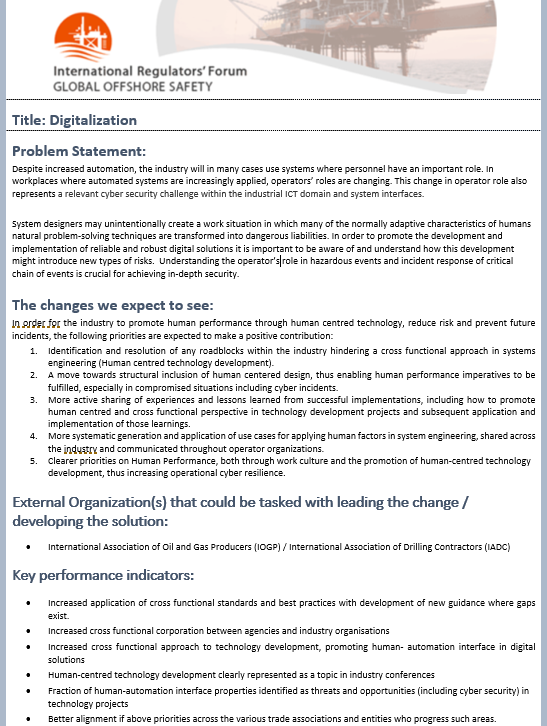 International Regulators' Forum
GLOBAL OFFSHORE SAFETY
Title: Digitalization
Problem Statement:
Despite increased automation, the industry will in many cases use systems where personnel have an important role. In
workplaces where automated systems are increasingly applied, operators' roles are changing. This change in operator role also
represents a relevant cyber security challenge within the industrial ICT domain and system interfaces.
System designers may unintentionally create a work situation in which many of the normally adaptive characteristics of humans
natural problem-solving techniques are transformed into dangerous liabilities. In order to promote the development and
implementation of reliable and robust digital solutions it is important to be aware of and understand how this development
might introduce new types of risks. Understanding the operator's role in hazardous events and incident response of critical
chain of events is crucial for achieving in-depth security.
The changes we expect to see:
In order for the industry to promote human performance through human centred technology, reduce risk and prevent future
incidents, the following priorities are expected to make a positive contribution:
1. Identification and resolution of any roadblocks within the industry hindering a cross functional approach in systems
engineering (Human centred technology development).
2. A move towards structural inclusion of human centered design, thus enabling human performance imperatives to be
fulfilled, especially in compromised situations including cyber incidents.
3. More active sharing of experiences and lessons learned from successful implementations, including how to promote
human centred and cross functional perspective in technology development projects and subsequent application and
implementation of those learnings.
4. More systematic generation and application of use cases for applying human factors in system engineering, shared across
the industry and communicated throughout operator organizations.
5. Clearer priorities on Human Performance, both through work culture and the promotion of human-centred technology
development, thus increasing operational cyber resilience.
External Organization(s) that could be tasked with leading the change /
developing the solution:
• International Association of Oil and Gas Producers (IOGP) / International Association of Drilling Contractors (IADC)
Key performance indicators:
• Increased application of cross functional standards and best practices with development of new guidance where gaps
exist.
• Increased cross functional corporation between agencies and industry organisations
• Increased cross functional approach to technology development, promoting human- automation interface in digital
solutions
• Human-centred technology development clearly represented as a topic in industry conferences
• Fraction of human-automation interface properties identified as threats and opportunities (including cyber security) in
technology projects
• Better alignment if above priorities across the various trade associations and entities who progress such areas.